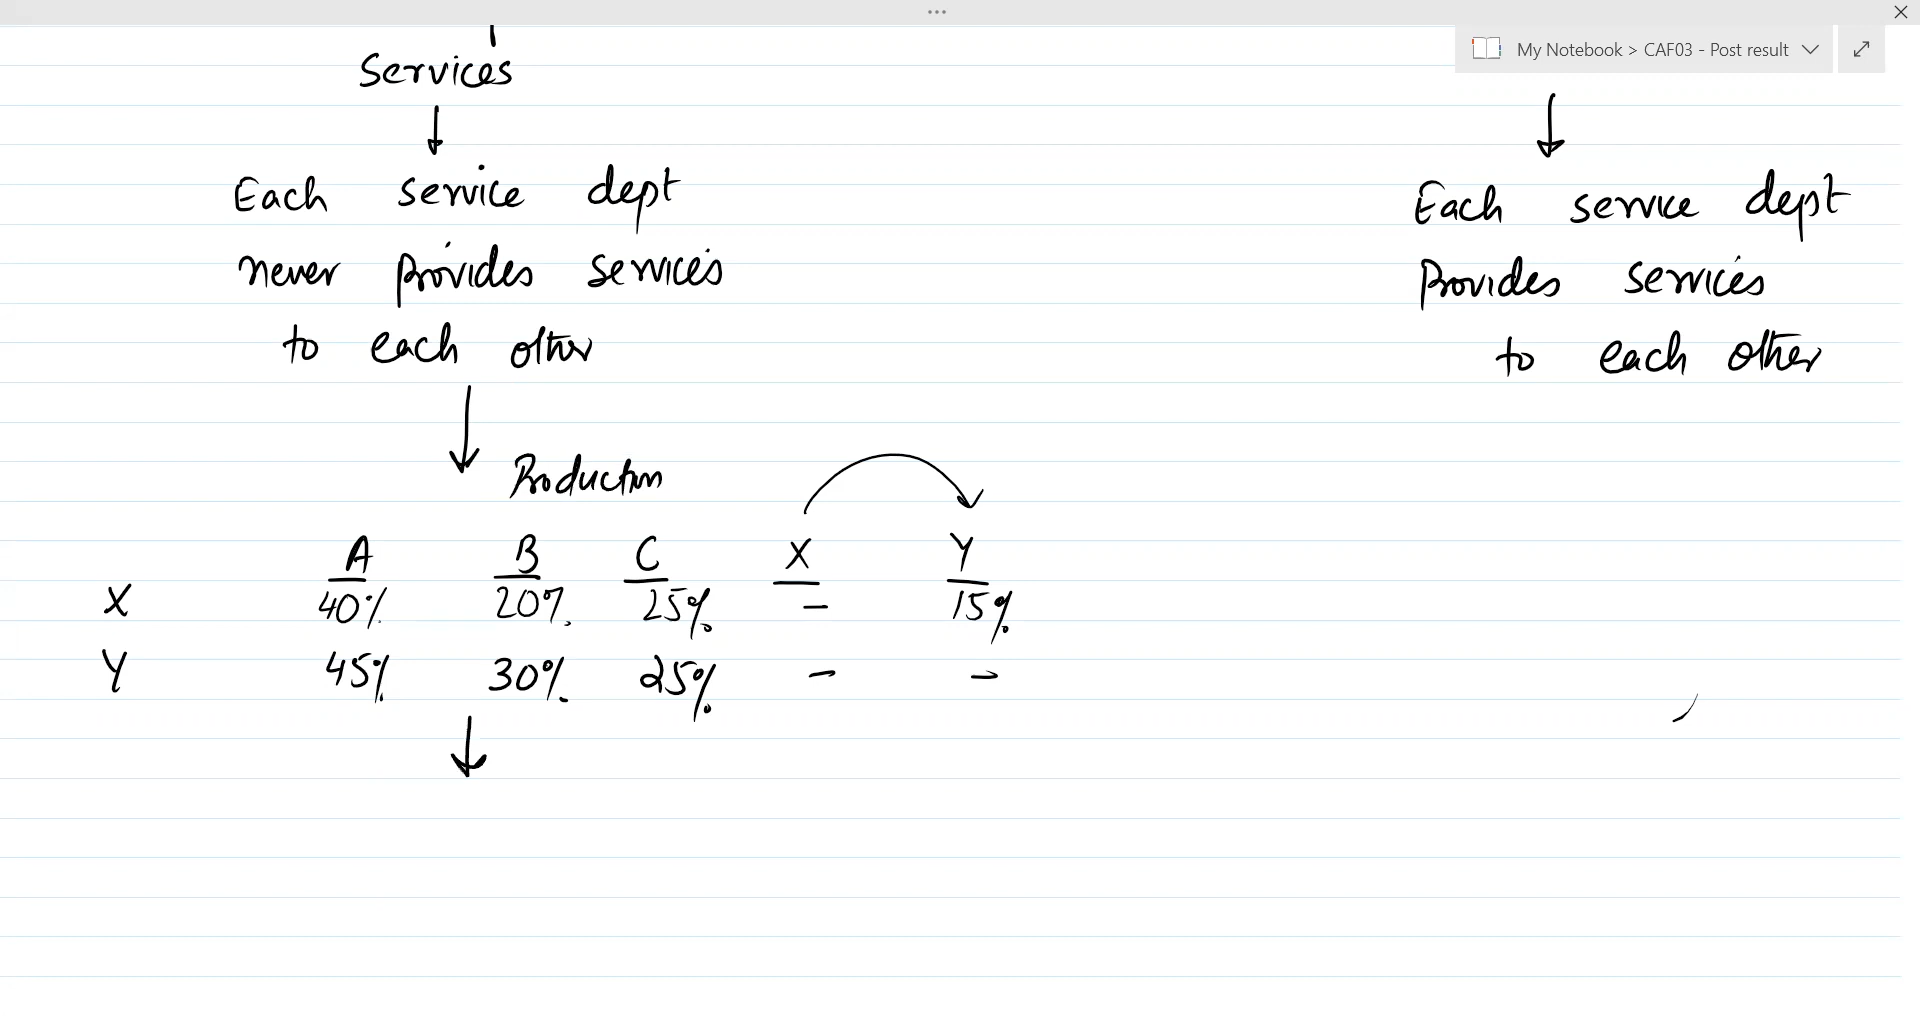 My Notebook > CAF03 - Post result
Services
Each service dept
never provides services
to each other
Production
A B C X Y
X 40% 20% 25% - 15%
Y 45% 30% 25% - -
Each service dept
Provides services
to each other